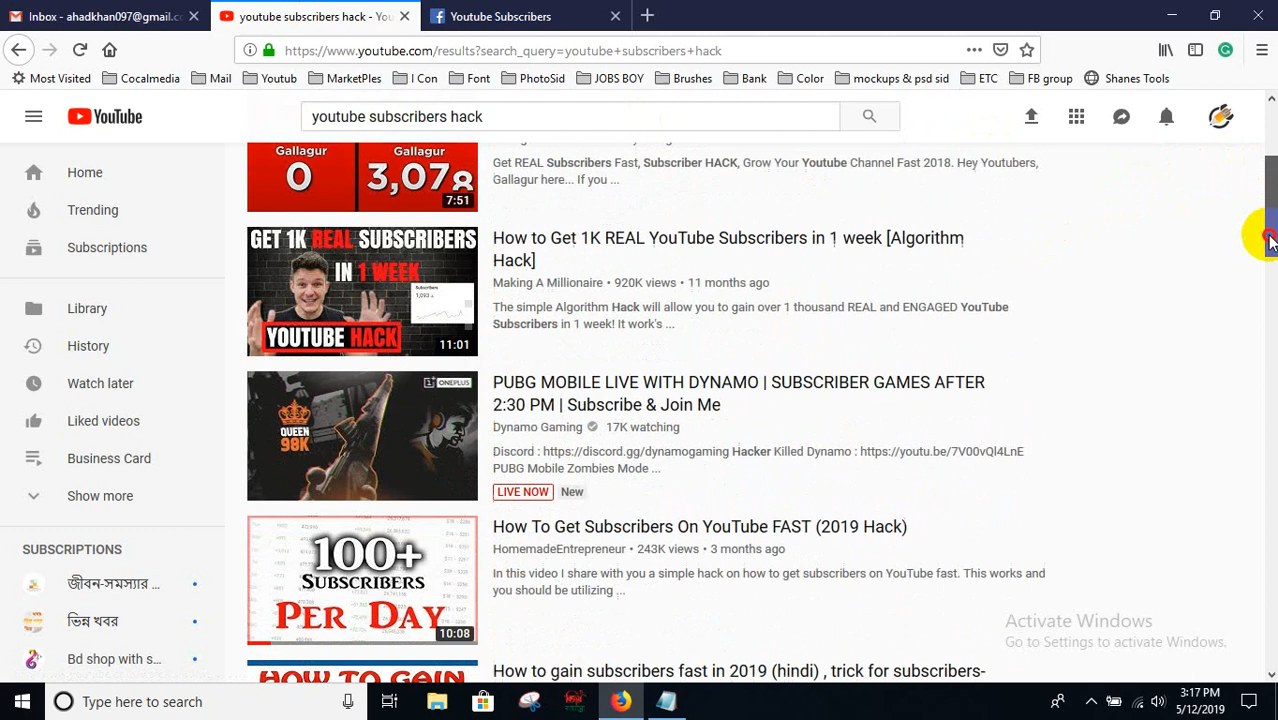 Inbox - ahadkhan097@gmail.c
youtube subscribers hack - You
Youtube Subscribers
https://www.youtube.com/results?search_query=youtube+subscribers+hack
Most Visited
Cocalmedia
Mail
Youtub
MarketPles
I Con
Font
PhotoSid
JOBS BOY
Brushes
Bank
Color
mockups & psd sid
ETC
FB group
Shanes Tools
YouTube
youtube subscribers hack
Home
Trending
Subscriptions
Library
History
Watch later
Liked videos
Business Card
Show more
SUBSCRIPTIONS
জীবন-সমস্যার ...
ভিন্ন খবর
Bd shop with s...
Gallagur
Gallagur
0
3,078
7:51
Get REAL Subscribers Fast, Subscriber HACK, Grow Your Youtube Channel Fast 2018. Hey Youtubers,
Gallagur here... If you ...
GET 1K REAL SUBSCRIBERS
IN 1 WEEK
YOUTUBE HACK
11:01
How to Get 1K REAL YouTube Subscribers in 1 week [Algorithm
Hack]
Making A Millionaire • 920K views • 11 months ago
The simple Algorithm Hack will allow you to gain over 1 thousand REAL and ENGAGED YouTube
Subscribers in 1 week! It work's ...
ONEPLUS
QUEEN
98K
PUBG MOBILE LIVE WITH DYNAMO | SUBSCRIBER GAMES AFTER
2:30 PM | Subscribe & Join Me
Dynamo Gaming 17K watching
Discord : https://discord.gg/dynamogaming Hacker Killed Dynamo : https://youtu.be/7V00vQl4LnE
PUBG Mobile Zombies Mode ...
LIVE NOW New
100+
SUBSCRIBERS
PER DAY
10:08
How To Get Subscribers On YouTube FAST (2019 Hack)
HomemadeEntrepreneur • 243K views • 3 months ago
In this video I share with you a simple hack on how to get subscribers on YouTube fast. This works and
you should be utilizing ...
HOW TO GAIN
How to gain subscribers fast in 2019 (hindi) , trick for subscribers-
Activate Windows
Go to Settings to activate Windows.
Type here to search
3:17 PM
5/12/2019